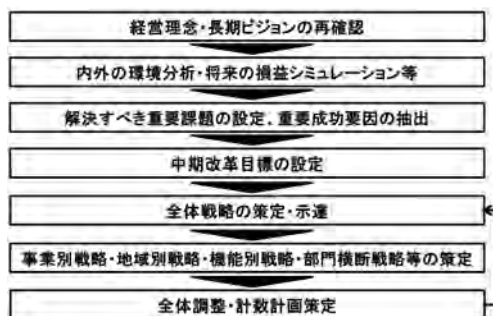 経営理念・長期ビジョンの再確認
内外の環境分析・将来の損益シミュレーション等
解決すべき重要課題の設定、重要成功要因の抽出
中期改革目標の設定
全体戦略の策定・示達
事業別戦略・地域別戦略・機能別戦略・部門横断戦略等の策定
全体調整・計数計画策定